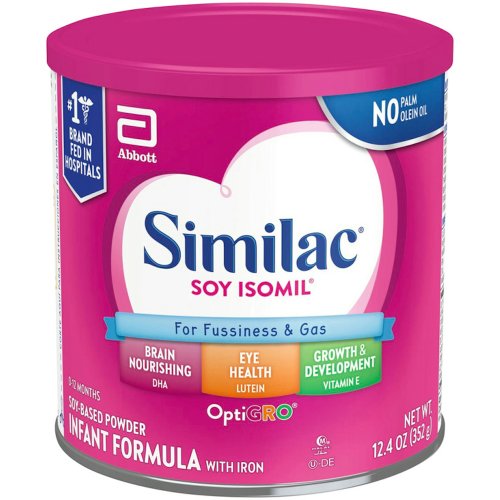 #1
BRAND
FED IN
HOSPITALS
Abbott
NO PALM
OLEIN OIL
Similac®
SOY ISOMIL®
For Fussiness & Gas
BRAIN
NOURISHING
DHA
EYE
HEALTH
LUTEIN
GROWTH &
DEVELOPMENT
VITAMIN E
OptiGRO®
0-12 MONTHS
SOY-BASED POWDER
INFANT FORMULA WITH IRON
U-DE
NET WT.
12.4 OZ (352g)